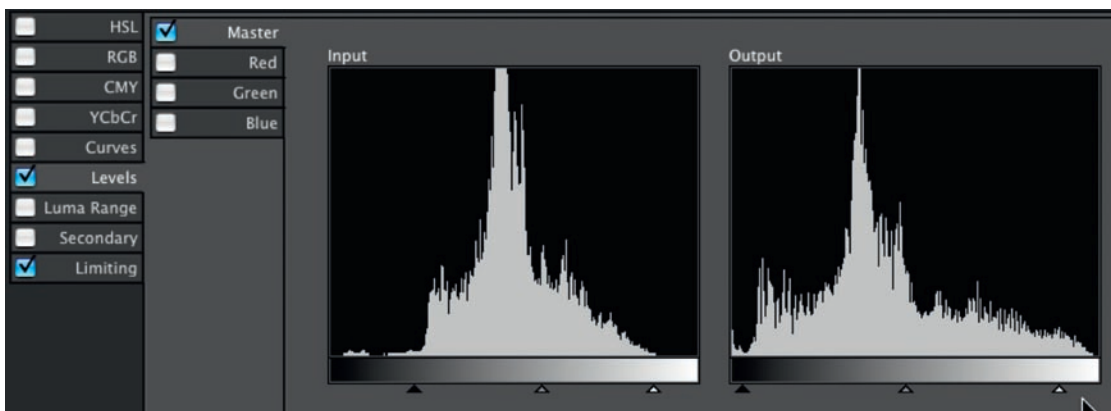 HSL
RGB
CMY
YCbCr
Curves
Levels
Luma Range
Secondary
Limiting
Master
Red
Green
Blue
Input
Output